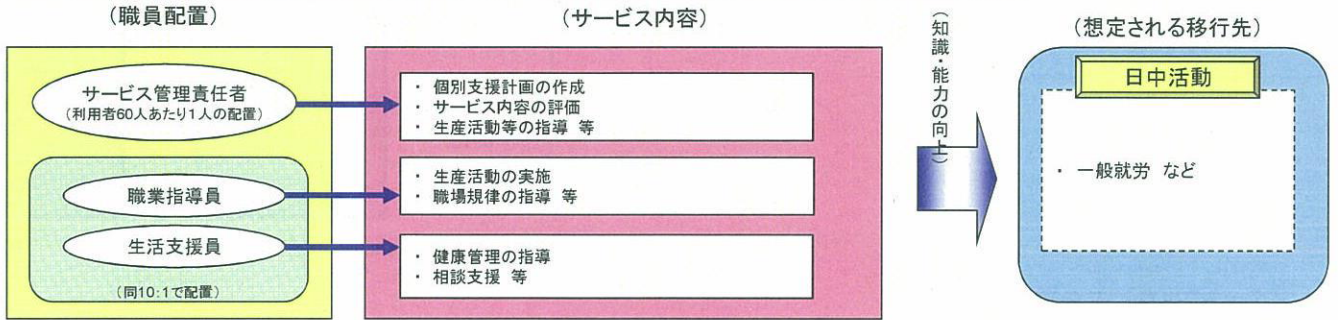 （職員配置）
サービス管理責任者
（利用者60人あたり１人の配置）
職業指導員
生活支援員
（同10：1で配置）
（サービス内容）
・ 個別支援計画の作成
・ サービス内容の評価
・ 生産活動等の指導 等
・ 生産活動の実施
・ 職場規律の指導 等
・ 健康管理の指導
・ 相談支援 等
（知識・能力の向上）
（想定される移行先）
日中活動
・ 一般就労 など